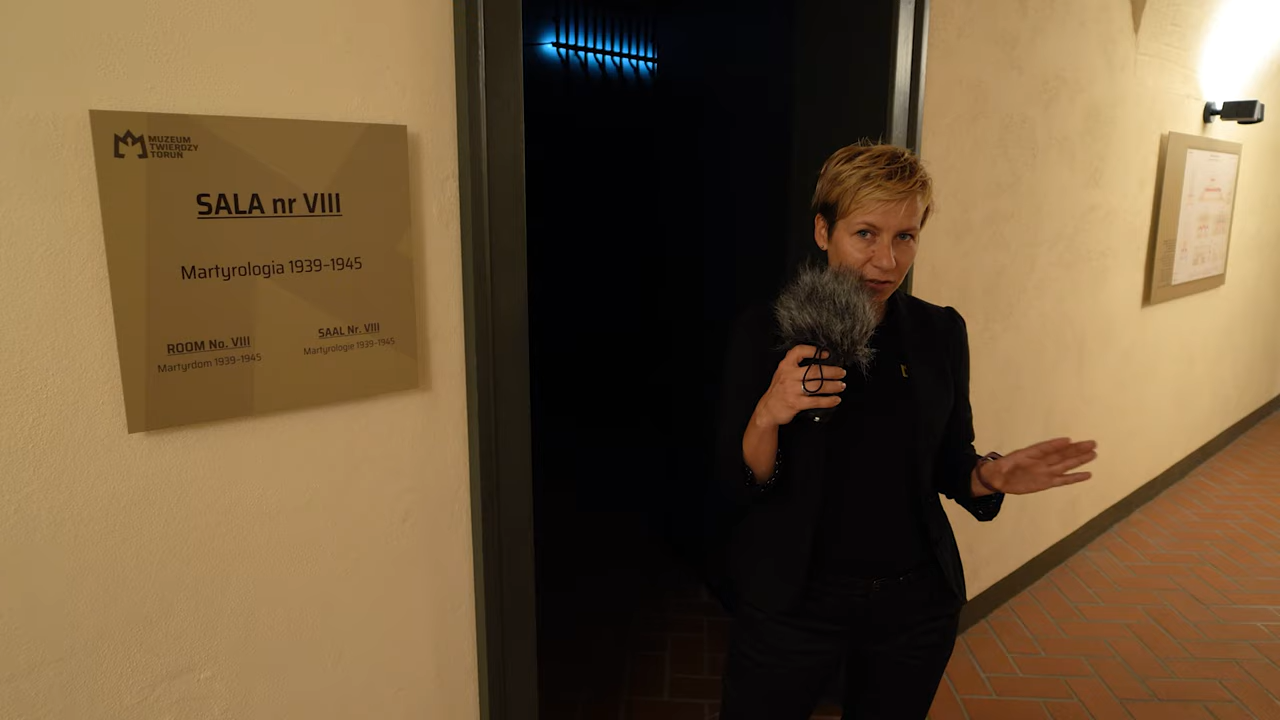 MUZEUM
TWIERDZY
TORUŃ
SALA nr VIII
Martyrologia 1939-1945
ROOM No. VIII
Martyrdom 1939-1945
SAAL Nr. VIII
Martyrologie 1939-1945